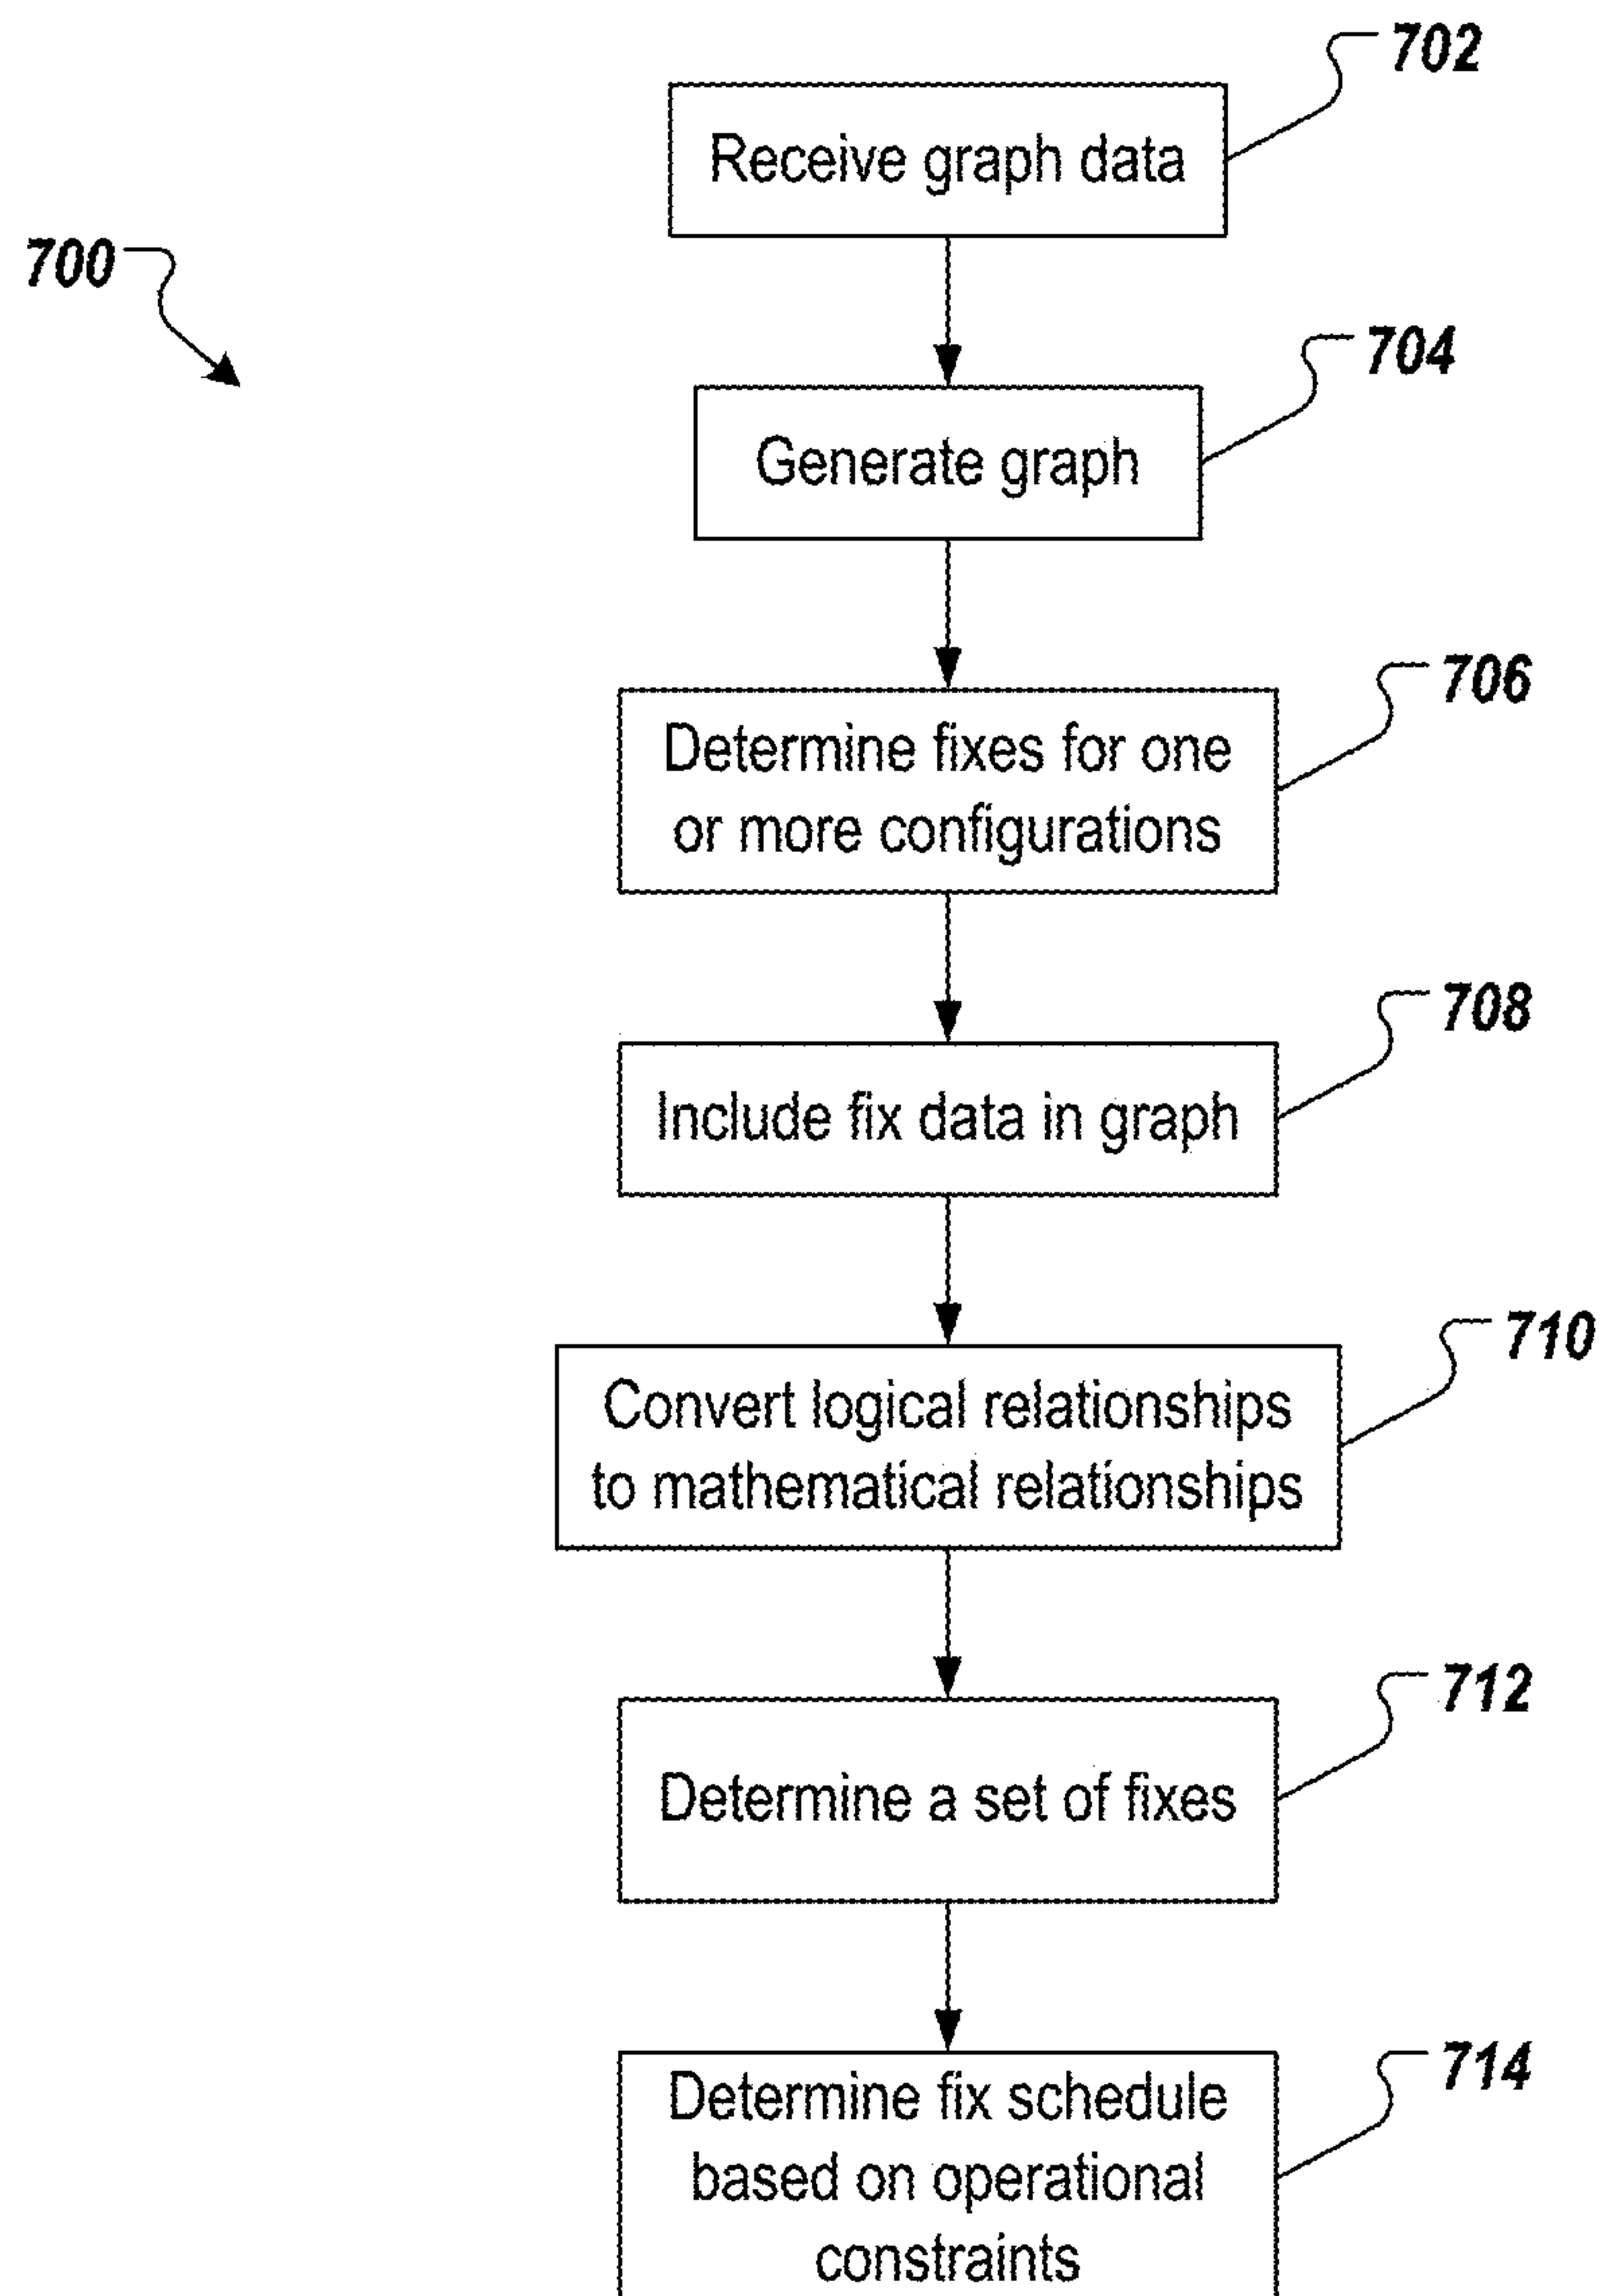 702
Receive graph data
700
704
Generate graph
706
Determine fixes for one
or more configurations
708
Include fix data in graph
710
Convert logical relationships
to mathematical relationships
712
Determine a set of fixes
714
Determine fix schedule
based on operational
constraints